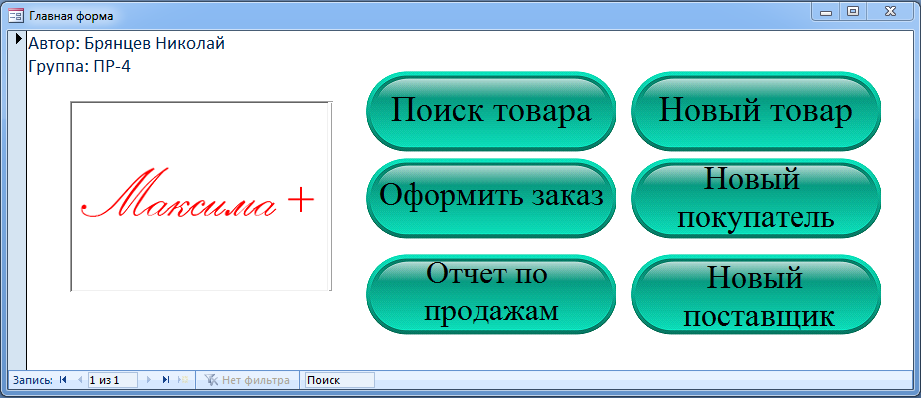 Главная форма
Автор: Брянцев Николай
Группа: ПР-4
Максима +
Поиск товара
Новый товар
Оформить заказ
Новый
покупатель
Отчет по
продажам
Новый
поставщик
Запись: 1 из 1 Нет фильтра Поиск